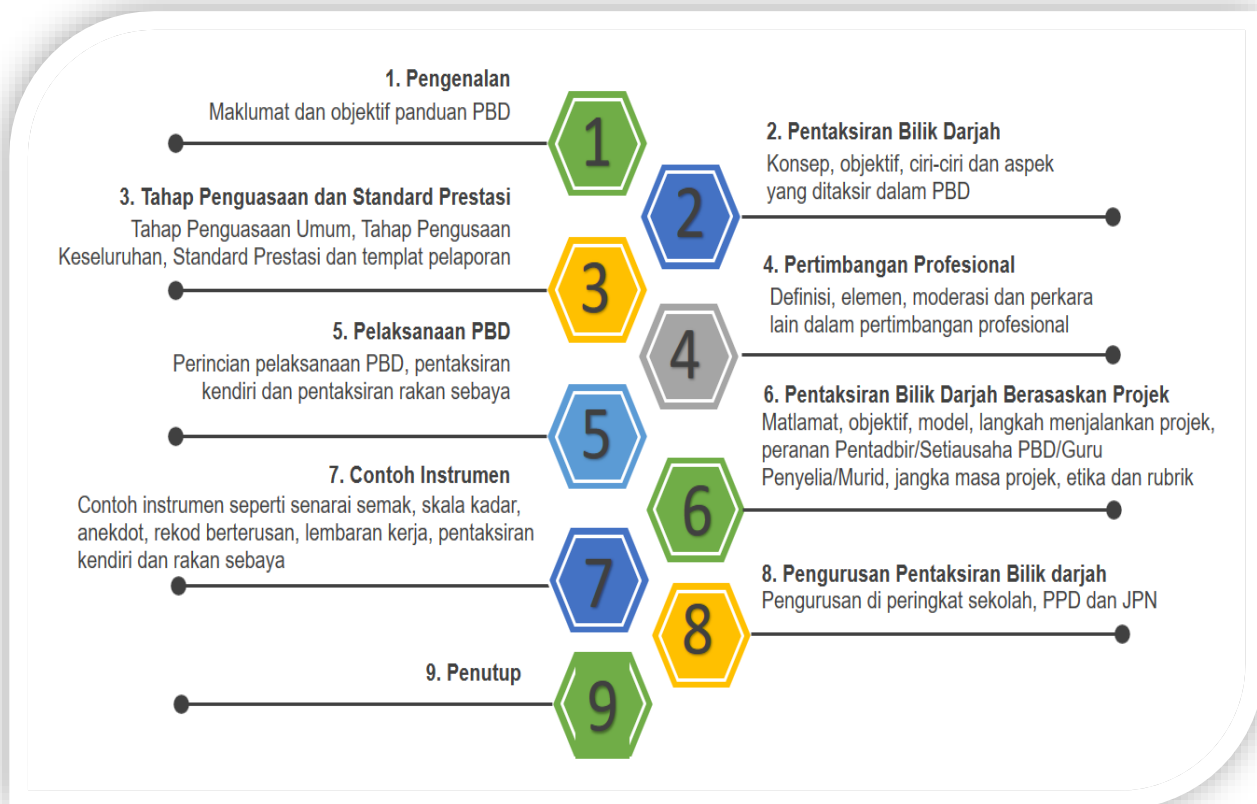 1. Pengenalan
Maklumat dan objektif panduan PBD
1
2. Pentaksiran Bilik Darjah
Konsep, objektif, ciri-ciri dan aspek
yang ditaksir dalam PBD
2
3. Tahap Penguasaan dan Standard Prestasi
Tahap Penguasaan Umum, Tahap Pengusaan
Keseluruhan, Standard Prestasi dan templat pelaporan
3
4. Pertimbangan Profesional
Definisi, elemen, moderasi dan perkara
lain dalam pertimbangan profesional
4
5. Pelaksanaan PBD
Perincian pelaksanaan PBD, pentaksiran
kendiri dan pentaksiran rakan sebaya
5
6. Pentaksiran Bilik Darjah Berasaskan Projek
Matlamat, objektif, model, langkah menjalankan projek,
peranan Pentadbir/Setiausaha PBD/Guru
Penyelia/Murid, jangka masa projek, etika dan rubrik
6
7. Contoh Instrumen
Contoh instrumen seperti senarai semak, skala kadar,
anekdot, rekod berterusan, lembaran kerja, pentaksiran
kendiri dan rakan sebaya
7
8. Pengurusan Pentaksiran Bilik darjah
Pengurusan di peringkat sekolah, PPD dan JPN
8
9. Penutup
9